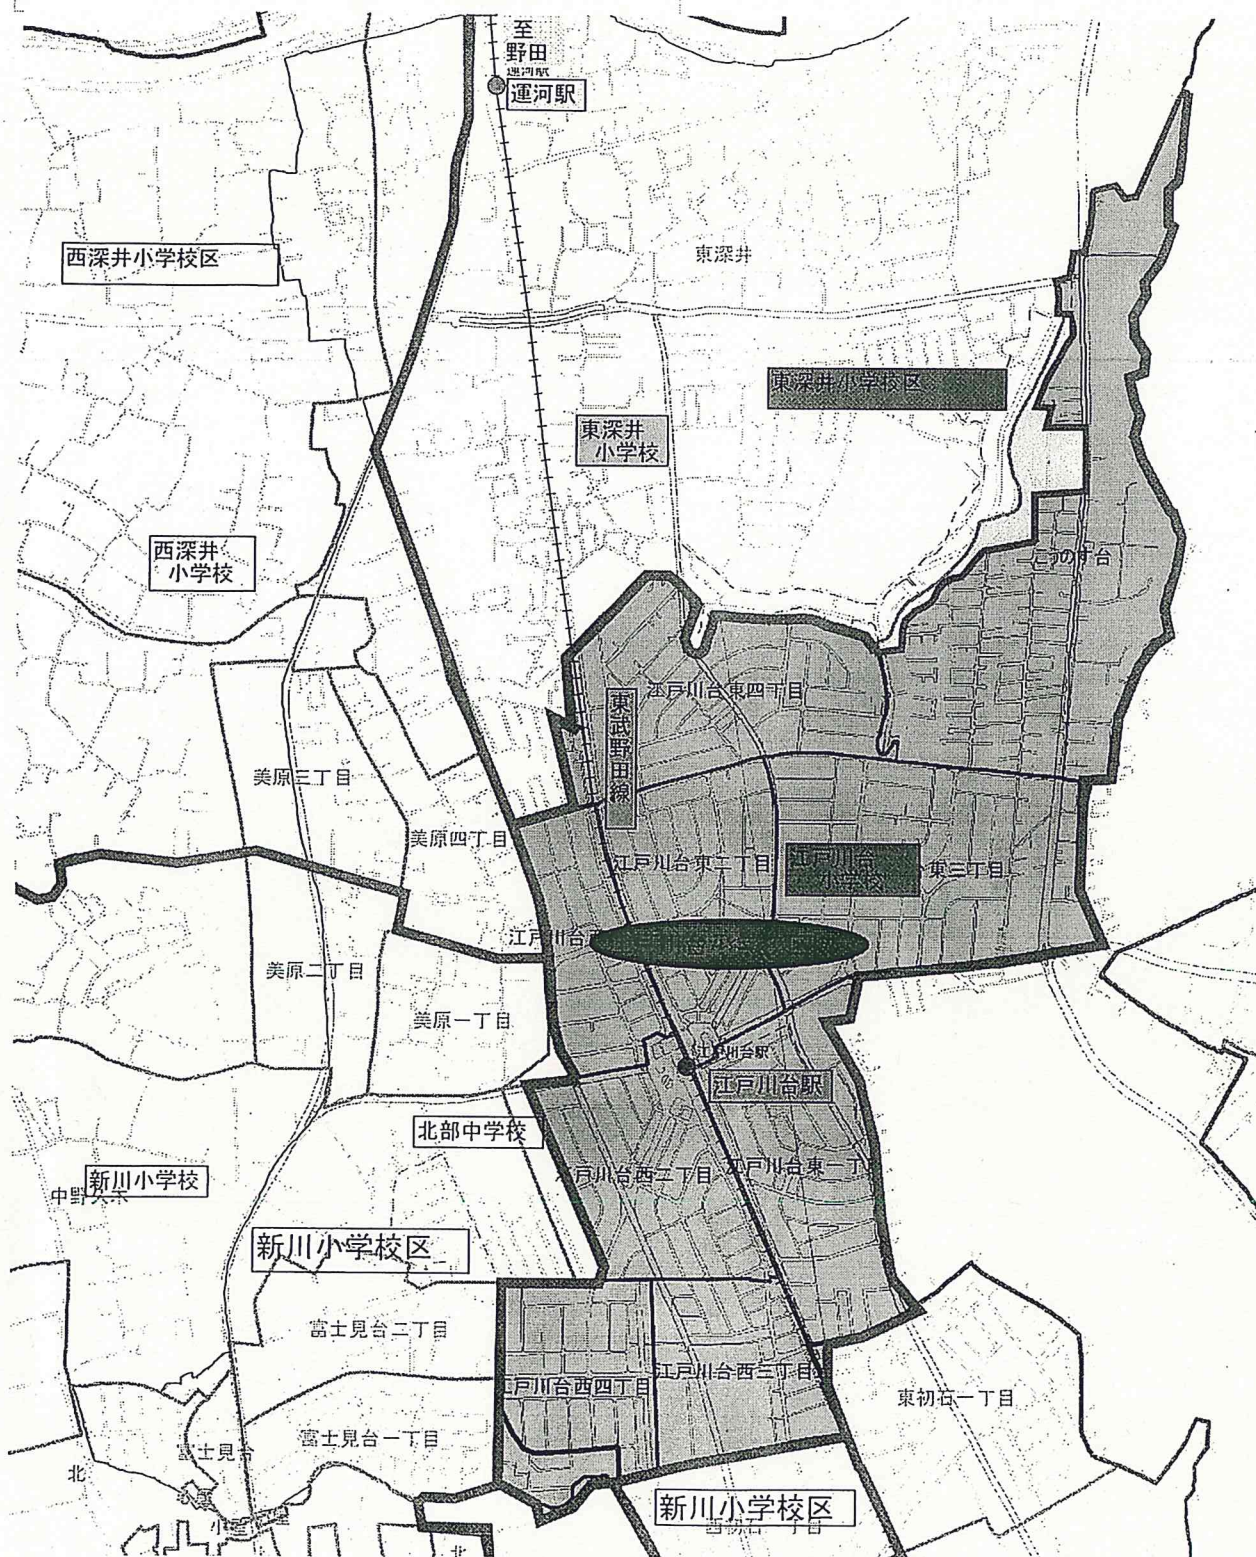 至
野田
運河駅
運河駅
西深井小学校区
東深井
東深井小学校区
東深井
小学校
西深井
小学校
こうのす台
江戸川台東四丁目
東武野田線
美原三丁目
美原四丁目
江戸川台東二丁目
江戸川台
小学校
東三丁目
江戸川台
美原二丁目
美原一丁目
江戸川台駅
江戸川台駅
北部中学校
江戸川台西二丁目
江戸川台東一丁目
新川小学校
中野久木
新川小学校区
富士見台二丁目
江戸川台西三丁目
江戸川台西四丁目
東初石一丁目
富士見台一丁目
富士見台
北
新川小学校区
北